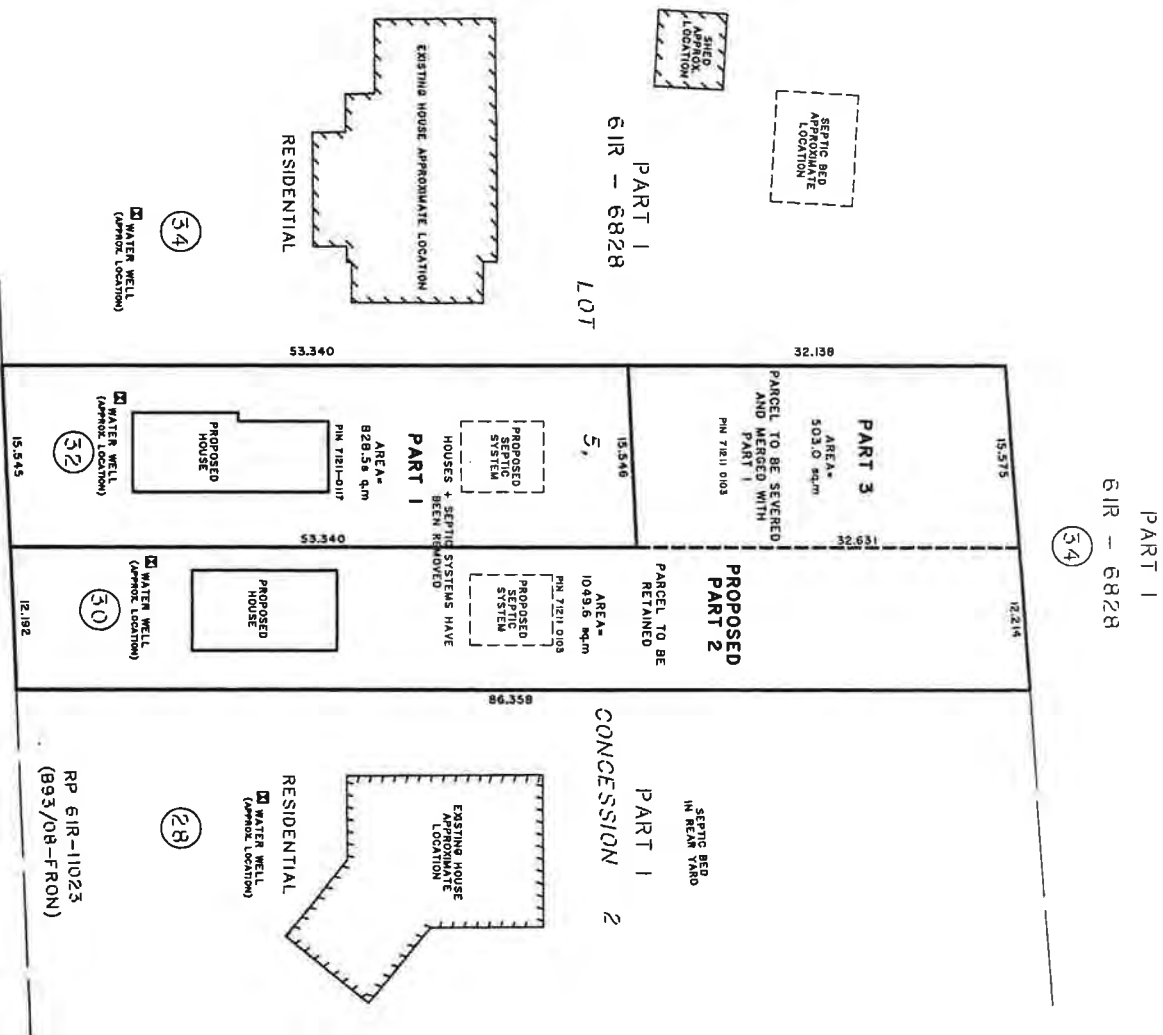 PART 1
61R - 6828
34
SHED
APPROX.
LOCATION
SEPTIC BED
APPROXIMATE
LOCATION
PART 1
61R - 6828
EXISTING HOUSE APPROXIMATE LOCATION
RESIDENTIAL
34
WATER WELL
(APPROX. LOCATION)
LOT
5,
CONCESSION 2
15.575
12.214
32.138
PART 3
AREA=
503.0 sq.m
PARCEL TO BE SEVERED
AND MERGED WITH
PART 1
PIN 71211 0103
32.631
15.546
53.340
PROPOSED
SEPTIC
SYSTEM
HOUSES + SEPTIC SYSTEMS HAVE
BEEN REMOVED
PART 1
AREA=
828.5s q.m
PIN 71211-0117
PROPOSED
HOUSE
WATER WELL
(APPROX. LOCATION)
32
15.545
53.340
PROPOSED
PART 2
PARCEL TO BE
RETAINED
AREA=
1049.6 sq.m
PIN 71211 0103
PROPOSED
SEPTIC
SYSTEM
PROPOSED
HOUSE
WATER WELL
(APPROX. LOCATION)
30
12.192
86.358
SEPTIC BED
IN REAR YARD
PART 1
EXISTING HOUSE
APPROXIMATE
LOCATION
RESIDENTIAL
WATER WELL
(APPROX. LOCATION)
28
RP 61R-11023
(B93/08-FRON)